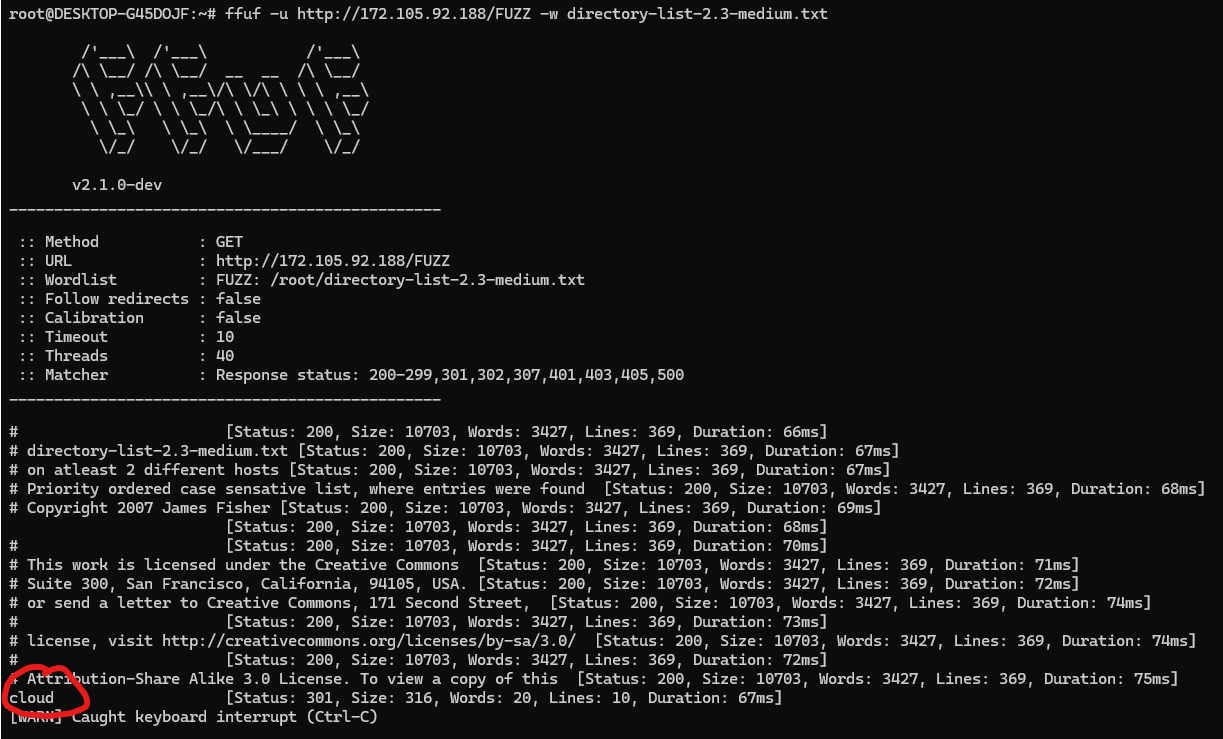 root@DESKTOP-G45DOJF:~# ffuf -u http://172.105.92.188/FUZZ -w directory-list-2.3-medium.txt
v2.1.0-dev
:: Method : GET
:: URL : http://172.105.92.188/FUZZ
:: Wordlist : FUZZ: /root/directory-list-2.3-medium.txt
:: Follow redirects : false
:: Calibration : false
:: Timeout : 10
:: Threads : 40
:: Matcher : Response status: 200-299,301,302,307,401,403,405,500
# [Status: 200, Size: 10703, Words: 3427, Lines: 369, Duration: 66ms]
# directory-list-2.3-medium.txt [Status: 200, Size: 10703, Words: 3427, Lines: 369, Duration: 67ms]
# on atleast 2 different hosts [Status: 200, Size: 10703, Words: 3427, Lines: 369, Duration: 67ms]
# Priority ordered case sensative list, where entries were found [Status: 200, Size: 10703, Words: 3427, Lines: 369, Duration: 68ms]
# Copyright 2007 James Fisher [Status: 200, Size: 10703, Words: 3427, Lines: 369, Duration: 69ms]
[Status: 200, Size: 10703, Words: 3427, Lines: 369, Duration: 68ms]
# [Status: 200, Size: 10703, Words: 3427, Lines: 369, Duration: 70ms]
# This work is licensed under the Creative Commons [Status: 200, Size: 10703, Words: 3427, Lines: 369, Duration: 71ms]
# Suite 300, San Francisco, California, 94105, USA. [Status: 200, Size: 10703, Words: 3427, Lines: 369, Duration: 72ms]
# or send a letter to Creative Commons, 171 Second Street, [Status: 200, Size: 10703, Words: 3427, Lines: 369, Duration: 74ms]
# [Status: 200, Size: 10703, Words: 3427, Lines: 369, Duration: 73ms]
# license, visit http://creativecommons.org/licenses/by-sa/3.0/ [Status: 200, Size: 10703, Words: 3427, Lines: 369, Duration: 74ms]
# [Status: 200, Size: 10703, Words: 3427, Lines: 369, Duration: 72ms]
# Attribution-Share Alike 3.0 License. To view a copy of this [Status: 200, Size: 10703, Words: 3427, Lines: 369, Duration: 75ms]
cloud [Status: 301, Size: 316, Words: 20, Lines: 10, Duration: 67ms]
[WARN] Caught keyboard interrupt (Ctrl-C)